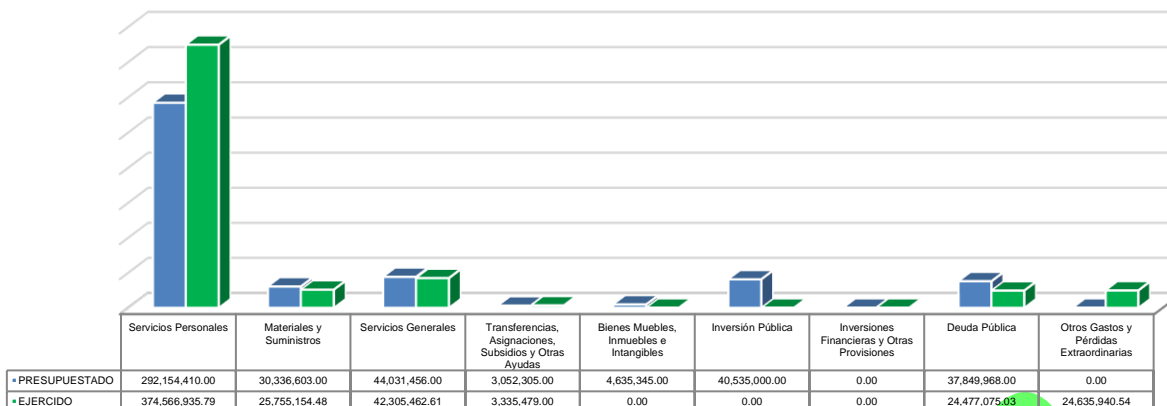 Servicios Personales
Materiales y
Suministros
Servicios Generales
Transferencias,
Asignaciones,
Subsidios y Otras
Ayudas
Bienes Muebles,
Inmuebles e
Intangibles
Inversión Pública
Inversiones
Financieras y Otras
Provisiones
Deuda Pública
Otros Gastos y
Pérdidas
Extraordinarias
PRESUPUESTADO 292,154,410.00 30,336,603.00 44,031,456.00 3,052,305.00 4,635,345.00 40,535,000.00 0.00 37,849,968.00 0.00
EJERCIDO 374,566,935.79 25,755,154.48 42,305,462.61 3,335,479.00 0.00 0.00 0.00 24,477,075.03 24,635,940.54